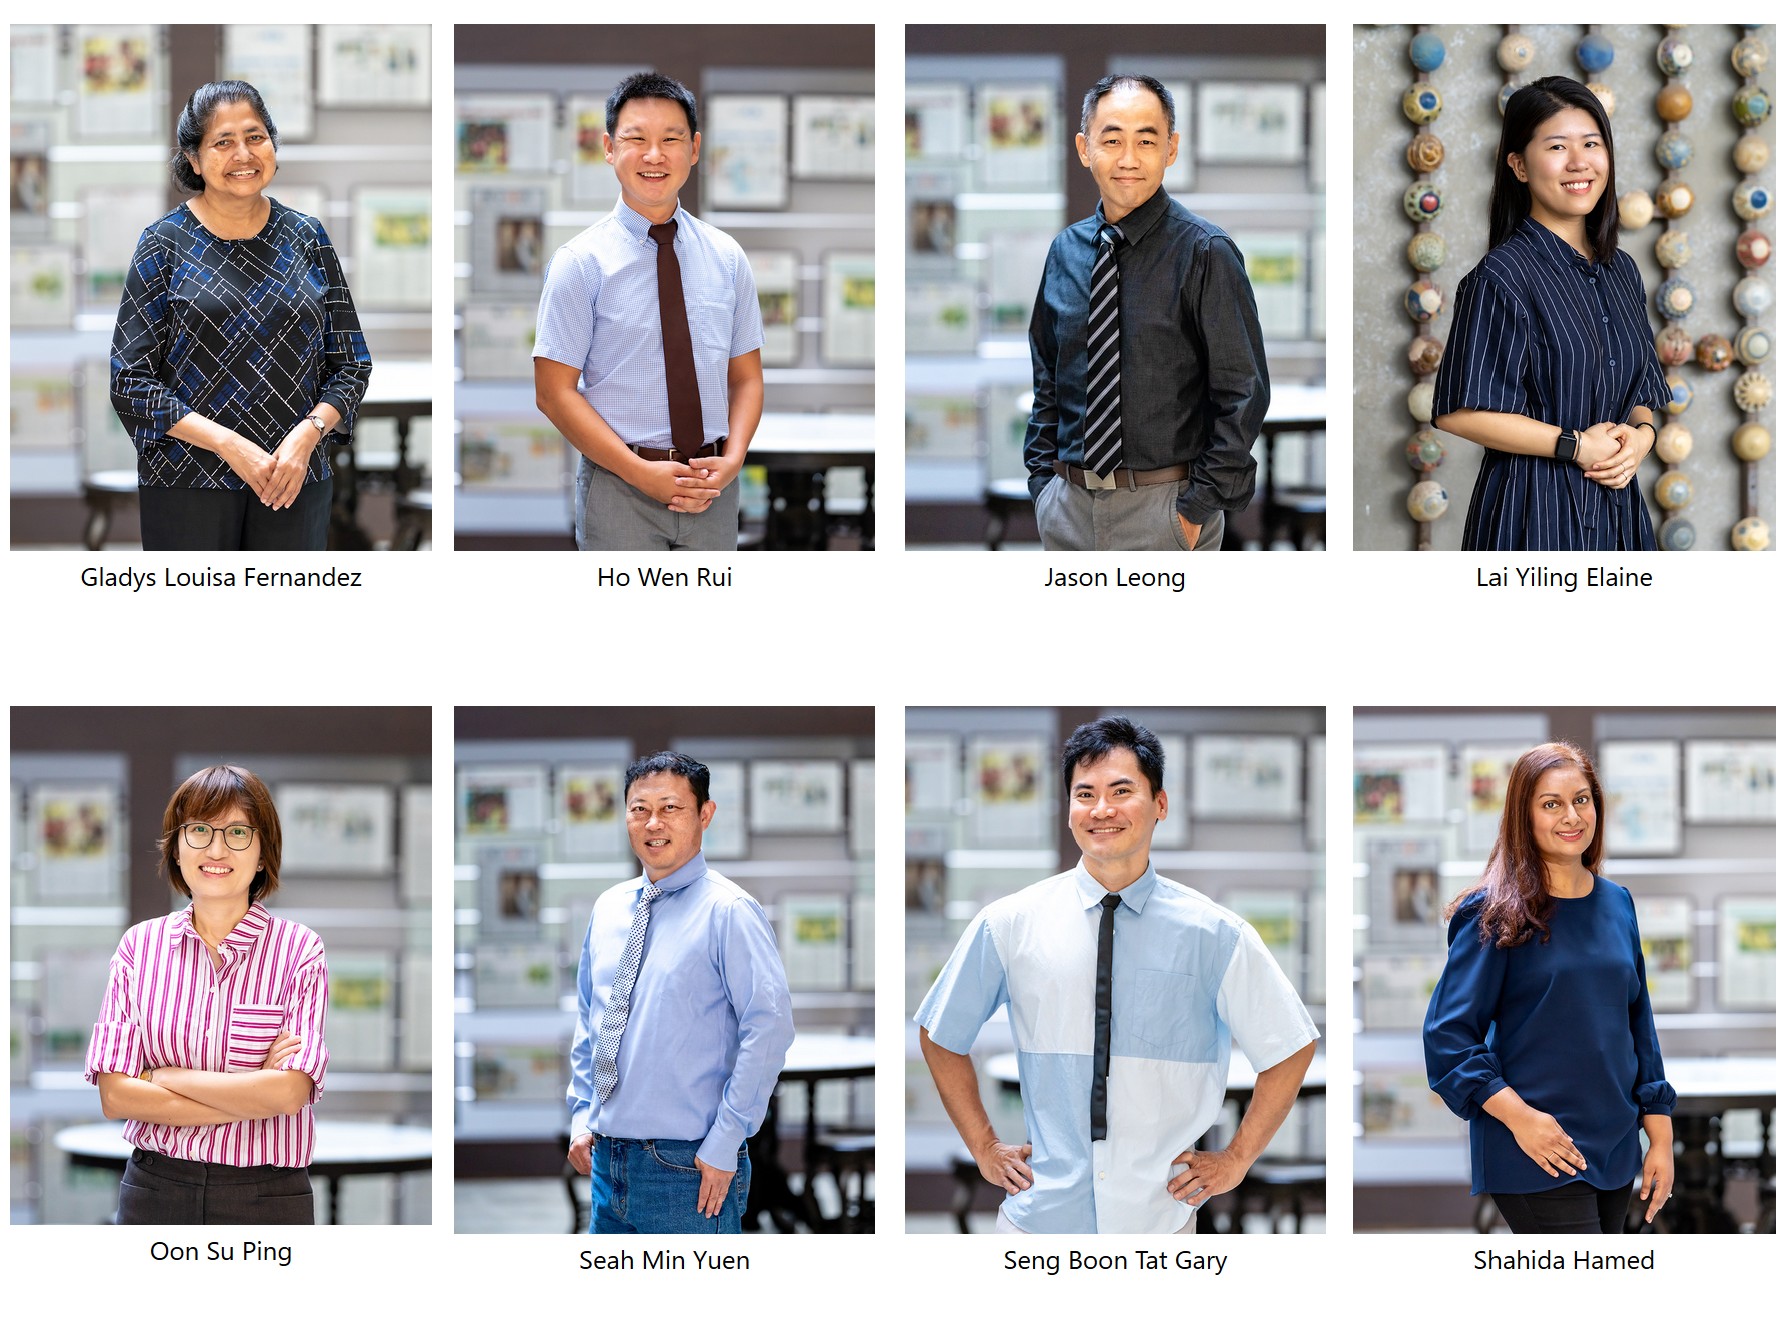 Gladys Louisa Fernandez
Ho Wen Rui
Jason Leong
Lai Yiling Elaine
Oon Su Ping
Seah Min Yuen
Seng Boon Tat Gary
Shahida Hamed